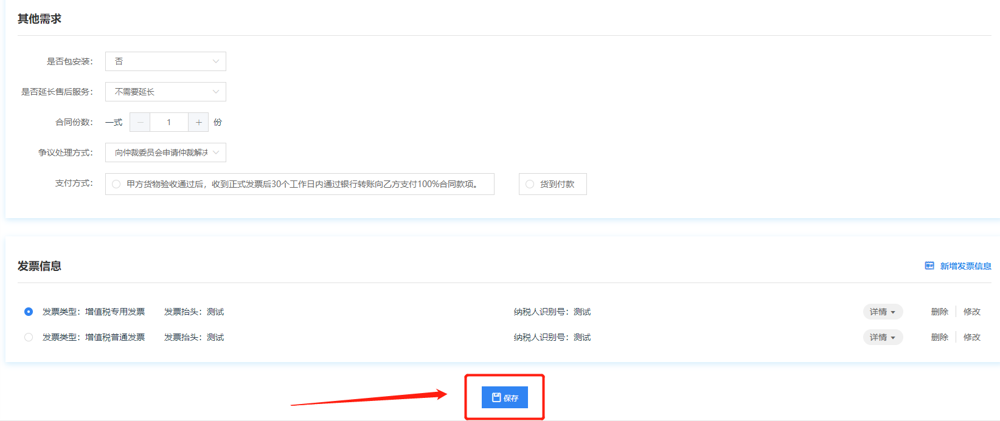 其他需求
是否包安装： 否
是否延长售后服务： 不需要延长
合同份数： 一式 － 1 + 份
争议处理方式： 向仲裁委员会申请仲裁解决
支付方式： 甲方货物验收通过后，收到正式发票后30个工作日内通过银行转账向乙方支付100%合同款项。 货到付款
发票信息 新增发票信息
发票类型：增值税专用发票 发票抬头：测试 纳税人识别号：测试 详情 删除 修改
发票类型：增值税普通发票 发票抬头：测试 纳税人识别号：测试 详情 删除 修改
保存